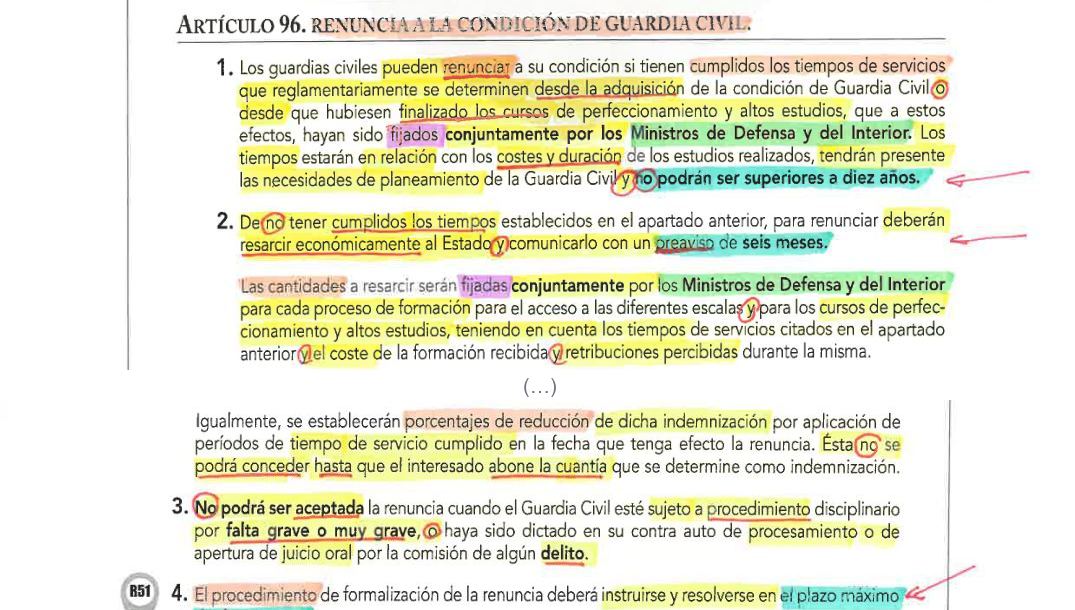 ARTÍCULO 96. RENUNCIA A LA CONDICIÓN DE GUARDIA CIVIL.
1. Los guardias civiles pueden renunciar a su condición si tienen cumplidos los tiempos de servicios
que reglamentariamente se determinen desde la adquisición de la condición de Guardia Civil o
desde que hubiesen finalizado los cursos de perfeccionamiento y altos estudios, que a estos
efectos, hayan sido fijados conjuntamente por los Ministros de Defensa y del Interior. Los
tiempos estarán en relación con los costes y duración de los estudios realizados, tendrán presente
las necesidades de planeamiento de la Guardia Civil y no podrán ser superiores a diez años.
2. De no tener cumplidos los tiempos establecidos en el apartado anterior, para renunciar deberán
resarcir económicamente al Estado y comunicarlo con un preaviso de seis meses.
Las cantidades a resarcir serán fijadas conjuntamente por los Ministros de Defensa y del Interior
para cada proceso de formación para el acceso a las diferentes escalas y para los cursos de perfec-
cionamiento y altos estudios, teniendo en cuenta los tiempos de servicios citados en el apartado
anterior y el coste de la formación recibida y retribuciones percibidas durante la misma.
(...)
Igualmente, se establecerán porcentajes de reducción de dicha indemnización por aplicación de
períodos de tiempo de servicio cumplido en la fecha que tenga efecto la renuncia. Ésta no se
podrá conceder hasta que el interesado abone la cuantía que se determine como indemnización.
3. No podrá ser aceptada la renuncia cuando el Guardia Civil esté sujeto a procedimiento disciplinario
por falta grave o muy grave, o haya sido dictado en su contra auto de procesamiento o de
apertura de juicio oral por la comisión de algún delito.
R51 4. El procedimiento de formalización de la renuncia deberá instruirse y resolverse en el plazo máximo